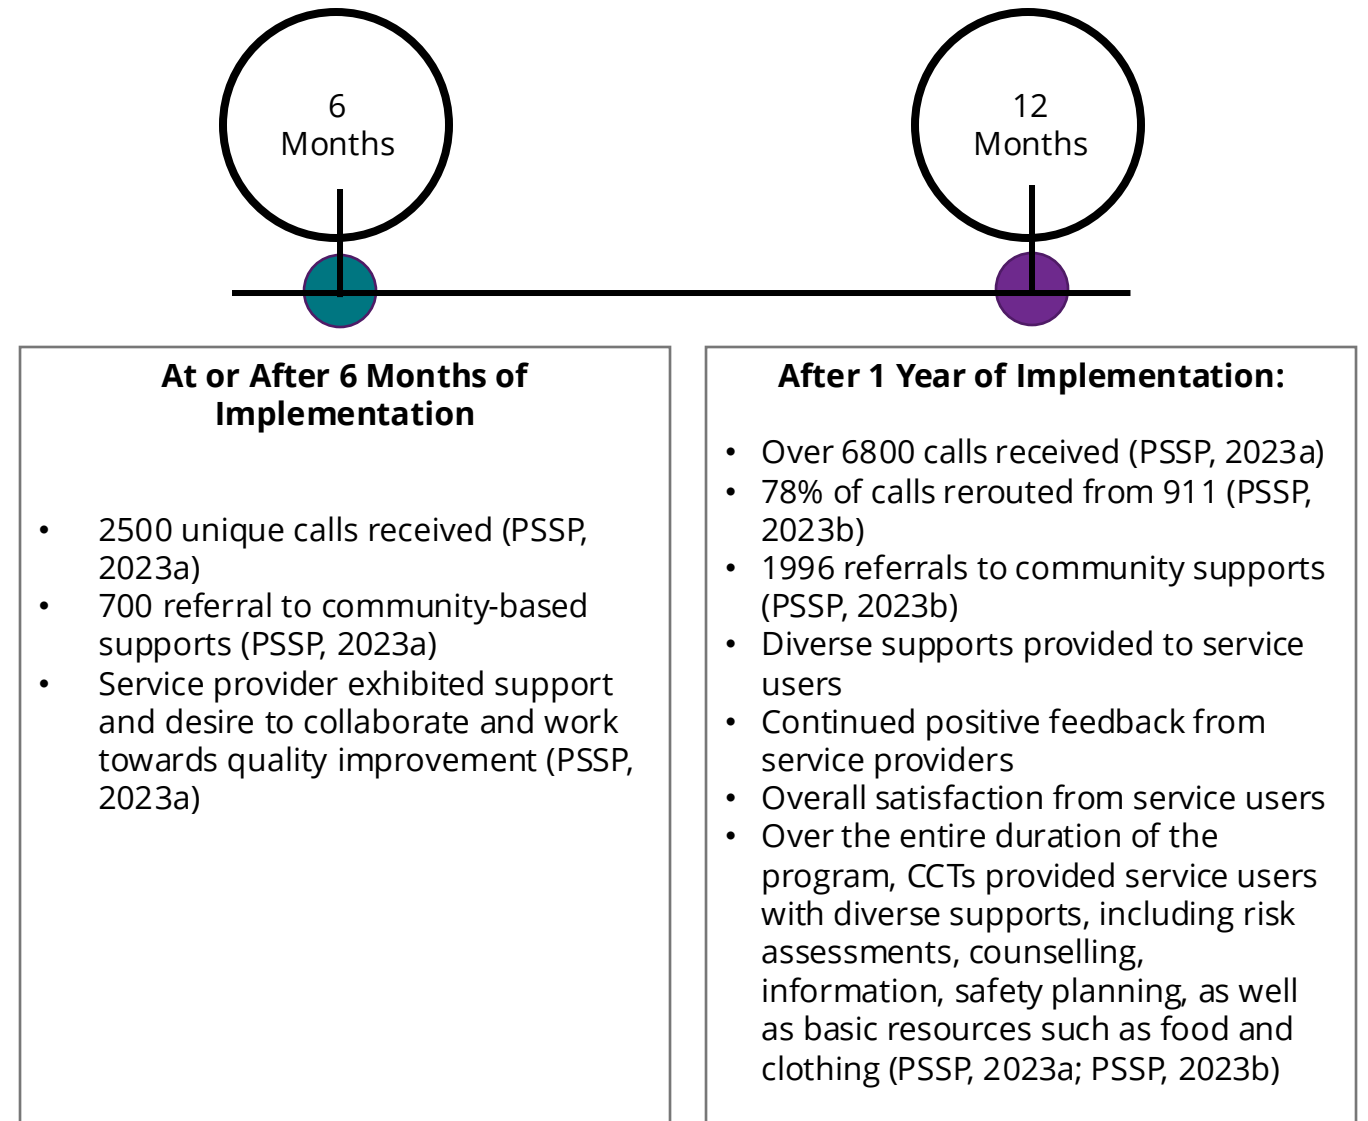 6
Months
12
Months
At or After 6 Months of
Implementation
• 2500 unique calls received (PSSP,
2023a)
• 700 referral to community-based
supports (PSSP, 2023a)
• Service provider exhibited support
and desire to collaborate and work
towards quality improvement (PSSP,
2023a)
After 1 Year of Implementation:
• Over 6800 calls received (PSSP, 2023a)
• 78% of calls rerouted from 911 (PSSP,
2023b)
• 1996 referrals to community supports
(PSSP, 2023b)
• Diverse supports provided to service
users
• Continued positive feedback from
service providers
• Overall satisfaction from service users
• Over the entire duration of the
program, CCTs provided service users
with diverse supports, including risk
assessments, counselling,
information, safety planning, as well
as basic resources such as food and
clothing (PSSP, 2023a; PSSP, 2023b)